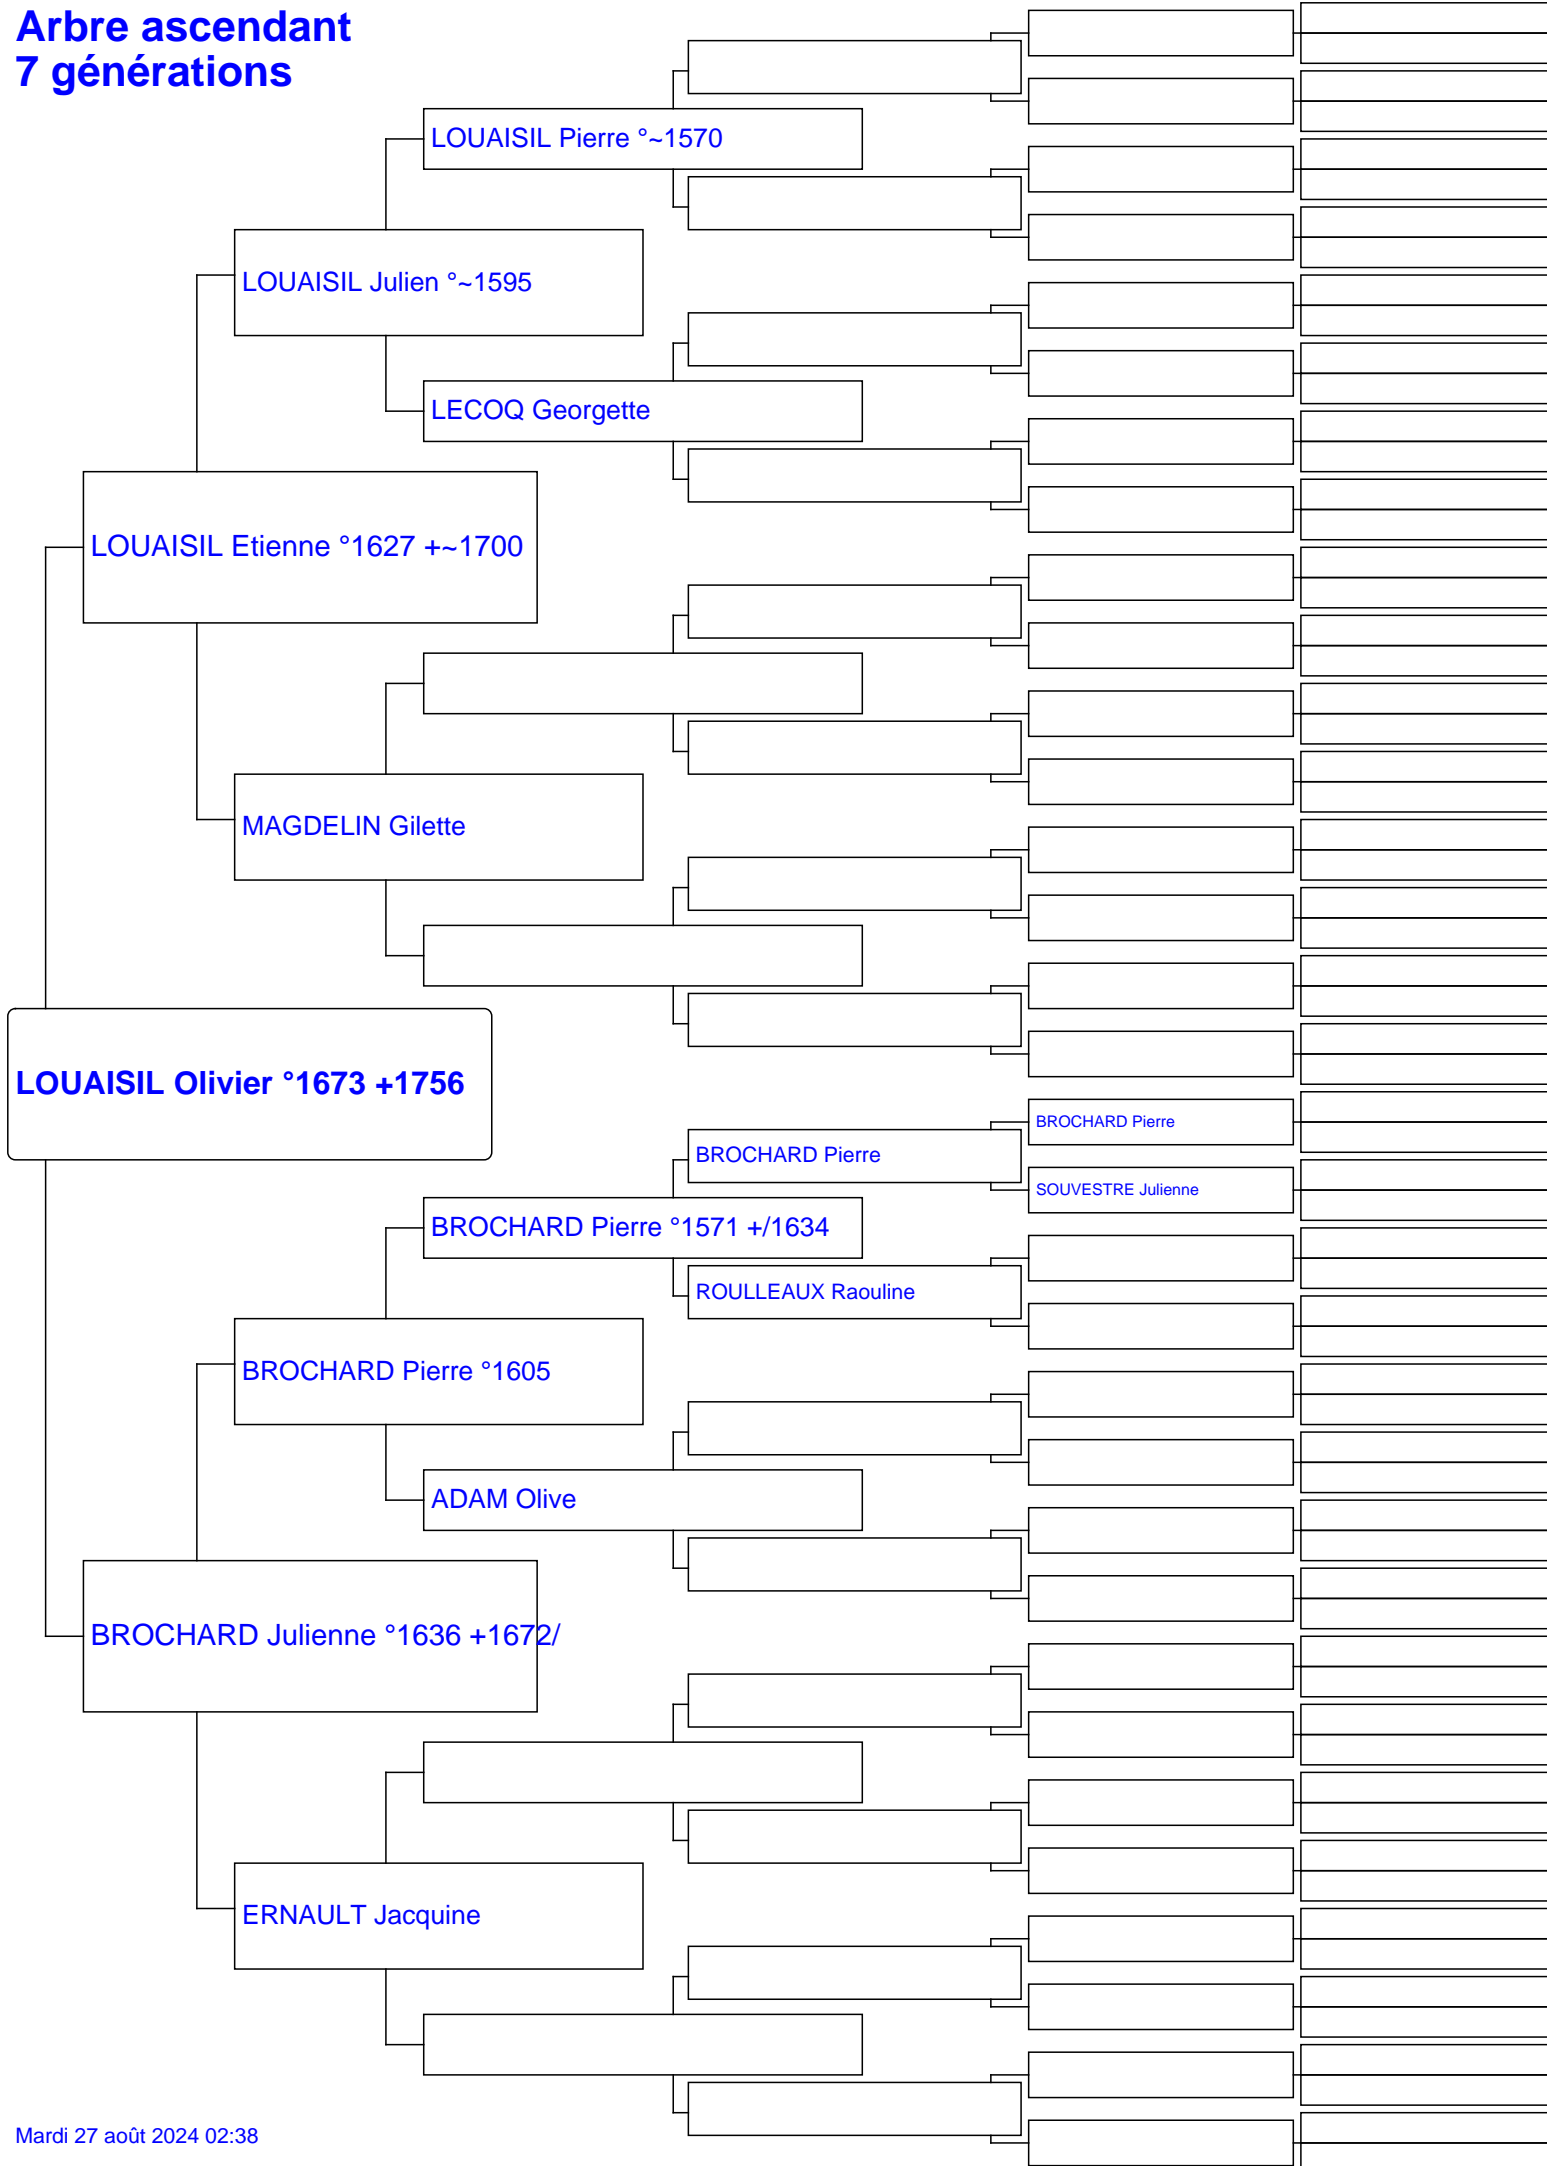 Arbre ascendant
7 générations
LOUAISIL Pierre °~1570
LOUAISIL Julien °~1595
LECOQ Georgette
LOUAISIL Etienne °1627 +~1700
MAGDELIN Gilette
LOUAISIL Olivier °1673 +1756
BROCHARD Pierre
BROCHARD Pierre
SOUVESTRE Julienne
BROCHARD Pierre °1571 +/1634
ROULLEAUX Raouline
BROCHARD Pierre °1605
ADAM Olive
BROCHARD Julienne °1636 +1672/
ERNAULT Jacquine
Mardi 27 août 2024 02:38